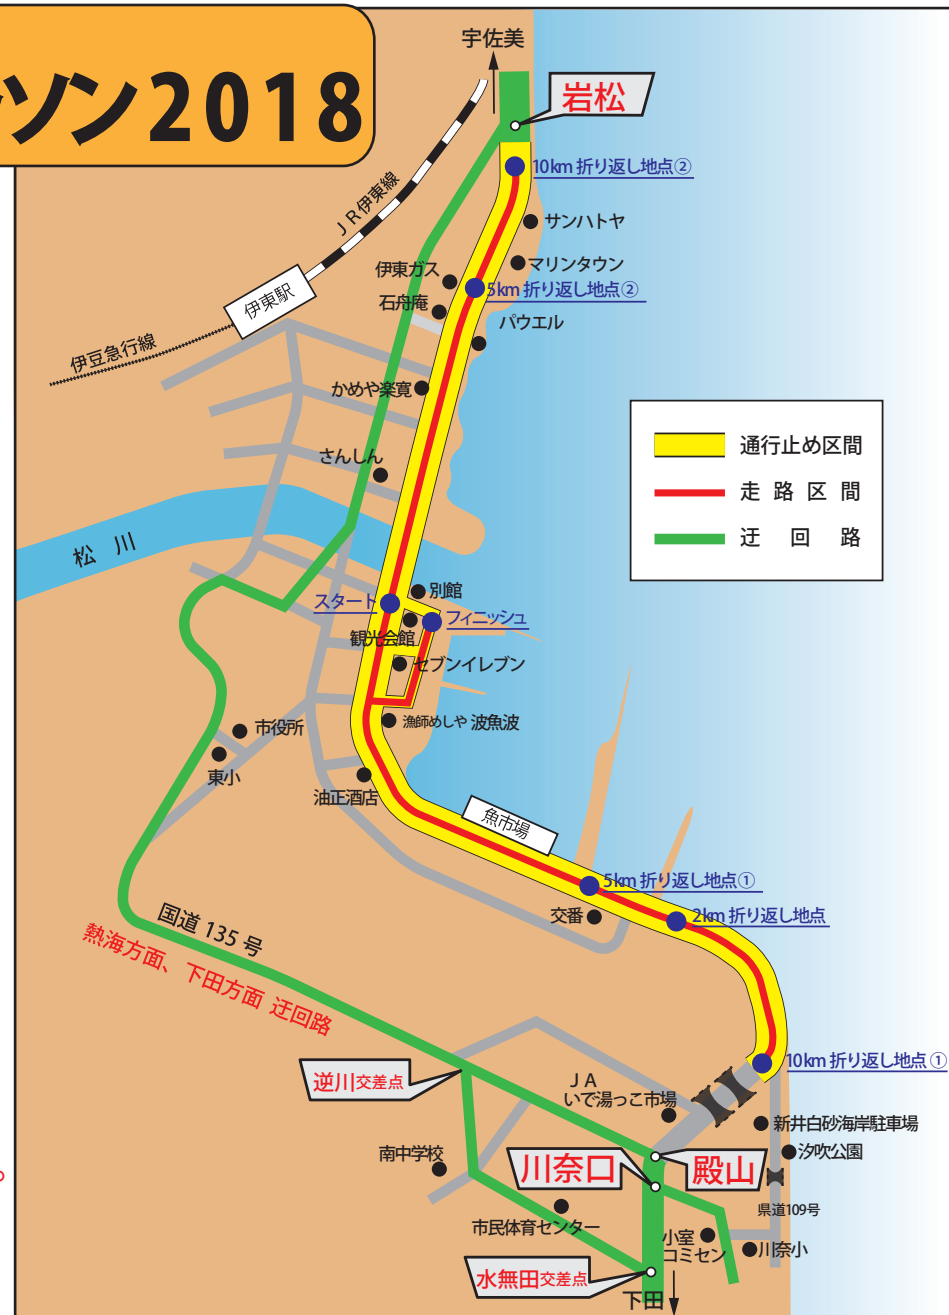 ソン2018
宇佐美
岩松
10km 折り返し地点②
JR伊東線
サンハトヤ
マリンタウン
伊東ガス
5km 折り返し地点②
伊東駅
石舟庵
パウエル
伊豆急行線
かめや楽寛
通行止め区間
走路区間
迂回路
さんしん
松川
別館
スタート
フィニッシュ
観光会館
セブンイレブン
漁師めしや 波魚波
市役所
東小
油正酒店
魚市場
5km 折り返し地点①
交番
2km 折り返し地点
国道135号
熱海方面、下田方面 迂回路
10km 折り返し地点①
逆川交差点
JA
いで湯っこ市場
新井白砂海岸駐車場
汐吹公園
南中学校
川奈口
殿山
県道109号
市民体育センター
小室
コミセン
川奈小
水無田交差点
下田